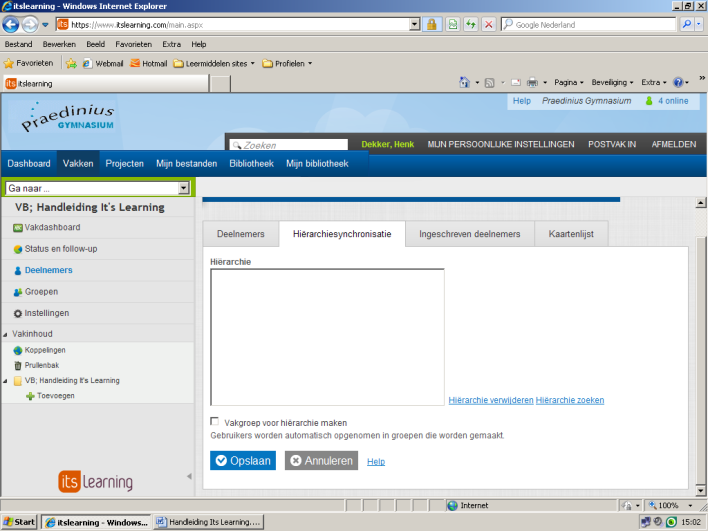 itslearning - Windows Internet Explorer
https://www.itslearning.com/main.aspx
Google Nederland
Bestand Bewerken Beeld Favorieten Extra Help
Favorieten Webmail Hotmail Leermiddelen sites Profielen
its itslearning Pagina Beveiliging Extra
Help Praedinius Gymnasium 4 online
Praedinius
GYMNASIUM
Zoeken Dekker, Henk MIJN PERSOONLIJKE INSTELLINGEN POSTVAK IN AFMELDEN
Dashboard Vakken Projecten Mijn bestanden Bibliotheek Mijn bibliotheek
Ga naar ...
VB; Handleiding It's Learning
Vakdashboard
Status en follow-up
Deelnemers
Groepen
Instellingen
Vakinhoud
Koppelingen
Prullenbak
VB; Handleiding It's Learning
Toevoegen
its learning
Deelnemers Hiërarchiesynchronisatie Ingeschreven deelnemers Kaartenlijst
Hiërarchie
Hiërarchie verwijderen Hiërarchie zoeken
Vakgroep voor hiërarchie maken
Gebruikers worden automatisch opgenomen in groepen die worden gemaakt.
Opslaan Annuleren Help
Internet 100%
Start itslearning - Windows... Handleiding Its Learning.... 15:02